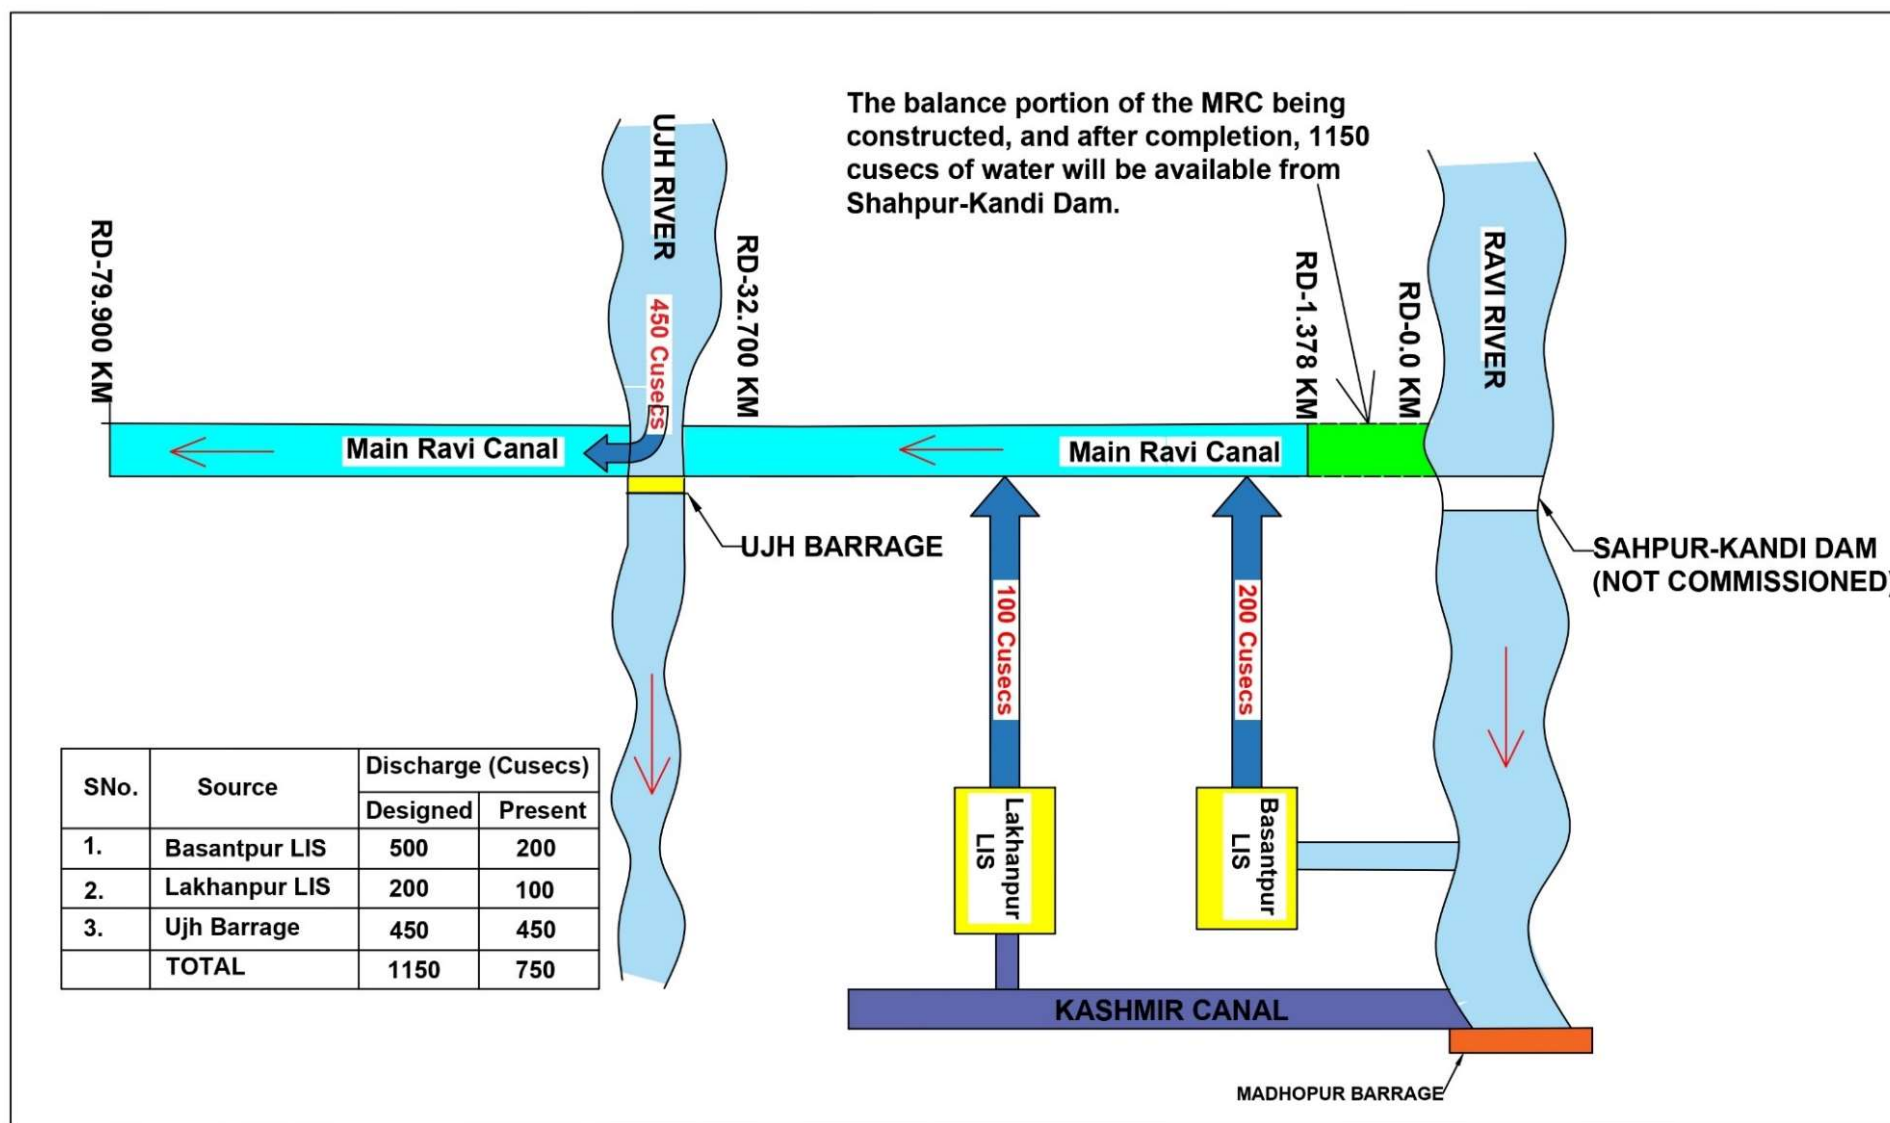 The balance portion of the MRC being
constructed, and after completion, 1150
cusecs of water will be available from
Shahpur-Kandi Dam.
UJH RIVER
RAVI RIVER
RD-79.900 KM
RD-32.700 KM
RD-1.378 KM
RD-0.0 KM
450 Cusecs
Main Ravi Canal
Main Ravi Canal
UJH BARRAGE
SAHPUR-KANDI DAM
(NOT COMMISSIONED)
100 Cusecs
200 Cusecs
Lakhanpur
LIS
Basantpur
LIS
SNo. Source Discharge (Cusecs)
Designed Present
1. Basantpur LIS 500 200
2. Lakhanpur LIS 200 100
3. Ujh Barrage 450 450
TOTAL 1150 750
KASHMIR CANAL
MADHOPUR BARRAGE